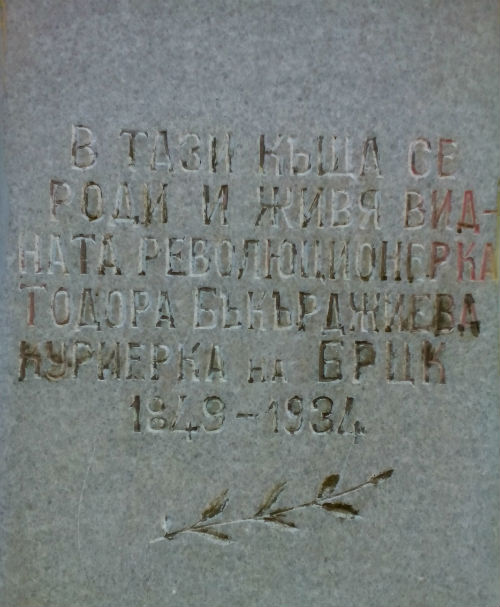 В ТАЗИ КЪЩА СЕ
РОДИ И ЖИВЯ ВИД-
НАТА РЕВОЛЮЦИОНЕРКА
ТОДОРА БЪКЪРДЖИЕВА
КУРИЕРКА НА БРЦК
1849-1934